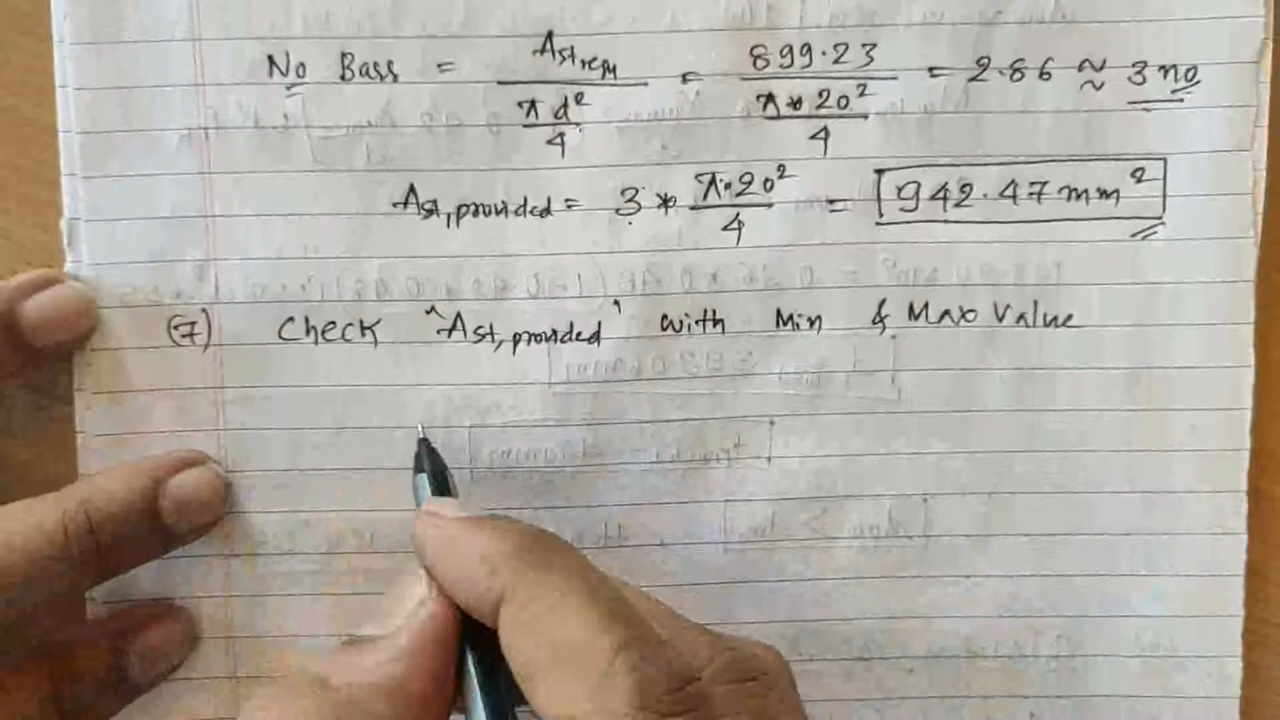 No Bars = Ast,req / (π d² / 4) = 899.23 / (π * 20² / 4) = 2.86 ≈ 3 no
Ast,provided = 3 * π * 20² / 4 = 942.47 mm²
(7) Check "Ast,provided" with Min & Max Value